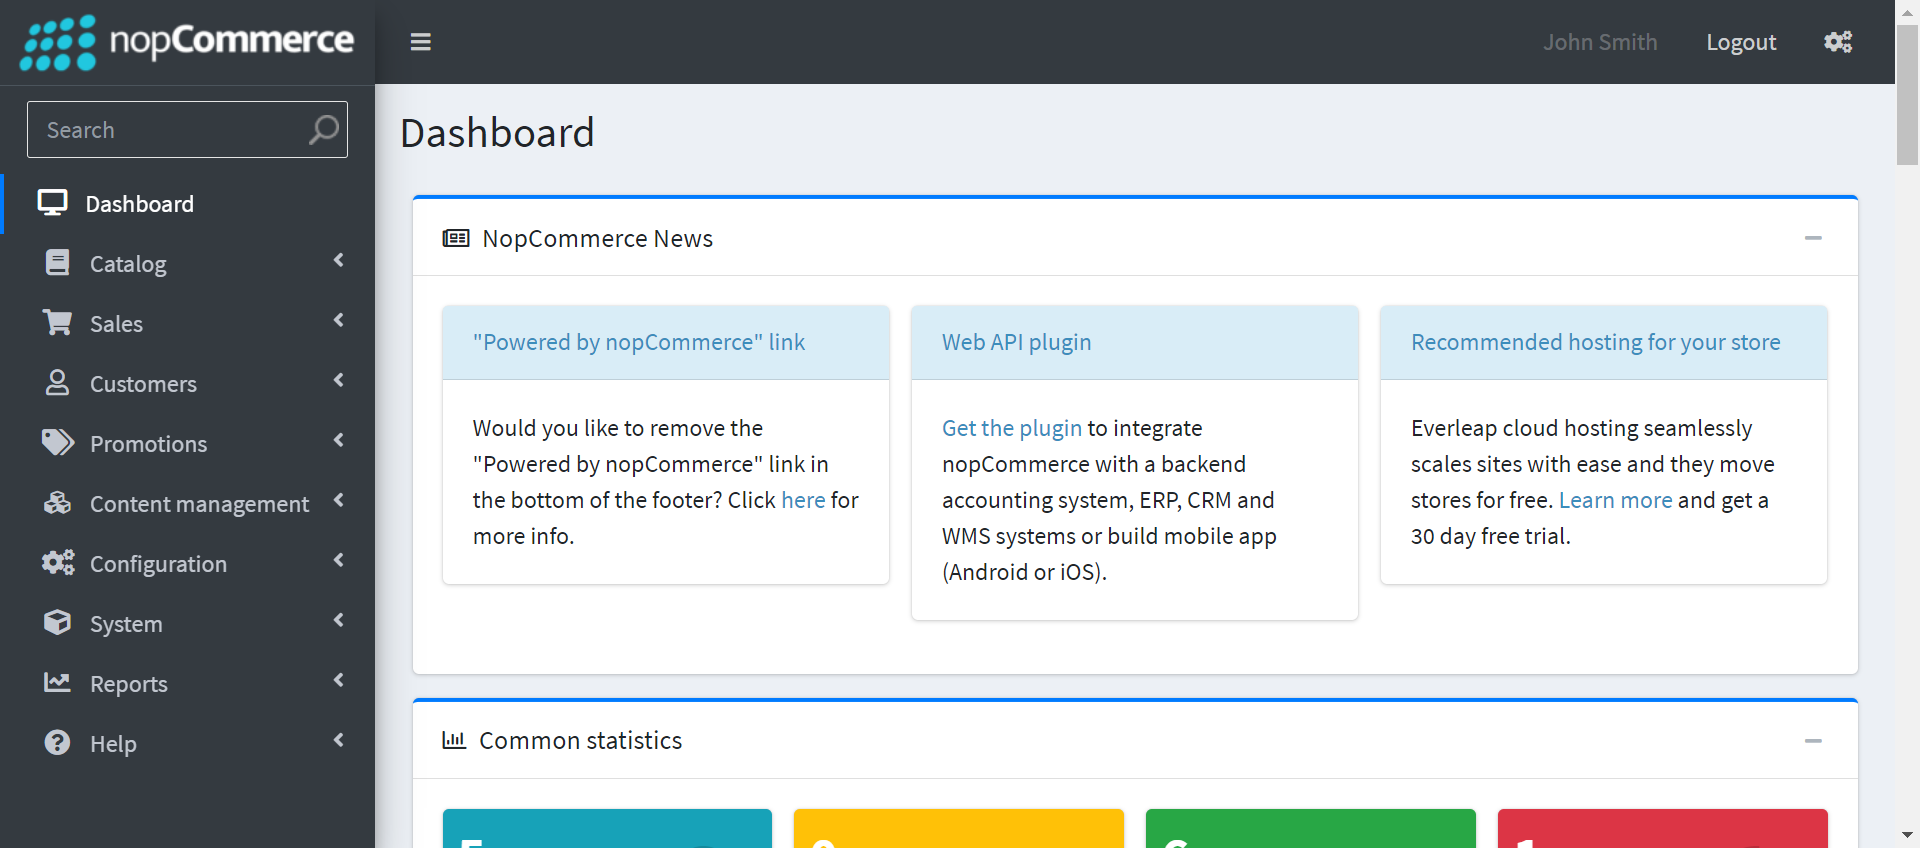 nopCommerce
John Smith
Logout
Search
Dashboard
Catalog
Sales
Customers
Promotions
Content management
Configuration
System
Reports
Help
Dashboard
NopCommerce News
"Powered by nopCommerce" link
Would you like to remove the
"Powered by nopCommerce" link in
the bottom of the footer? Click here for
more info.
Web API plugin
Get the plugin to integrate
nopCommerce with a backend
accounting system, ERP, CRM and
WMS systems or build mobile app
(Android or iOS).
Recommended hosting for your store
Everleap cloud hosting seamlessly
scales sites with ease and they move
stores for free. Learn more and get a
30 day free trial.
Common statistics